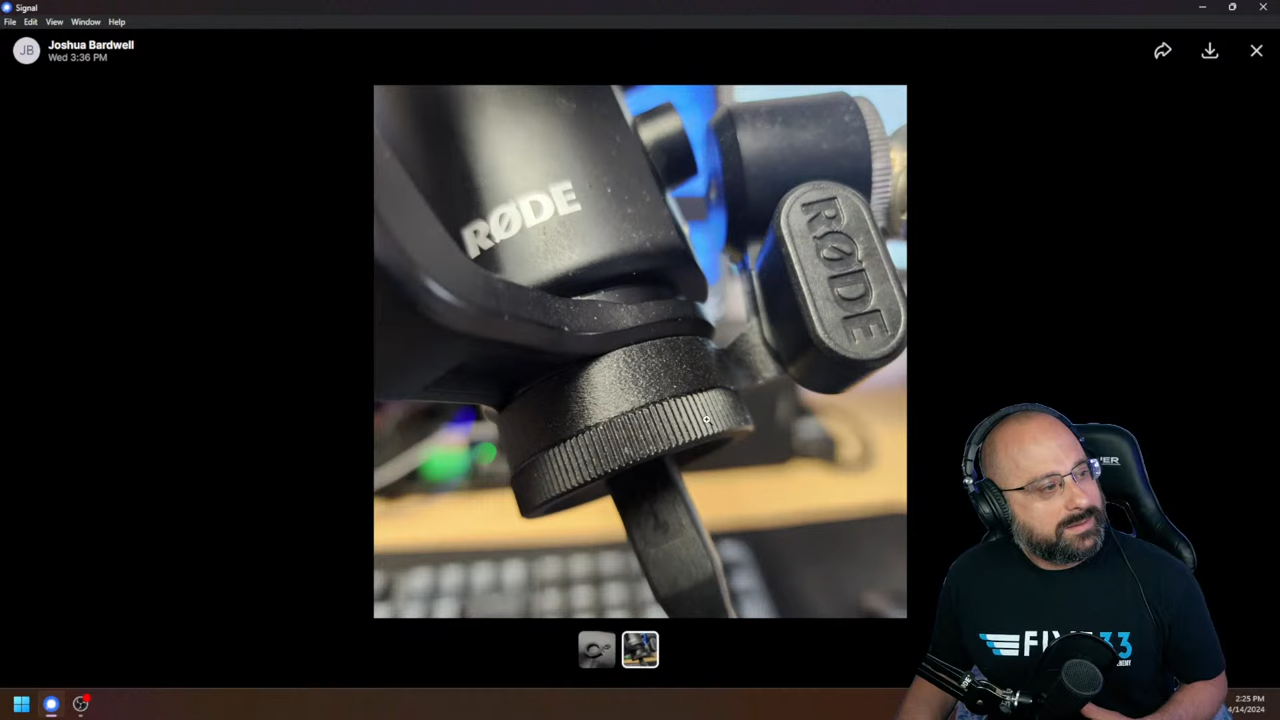 Signal
File Edit View Window Help
JB
Joshua Bardwell
Wed 3:36 PM
RØDE
RØDE
2:25 PM
4/14/2024